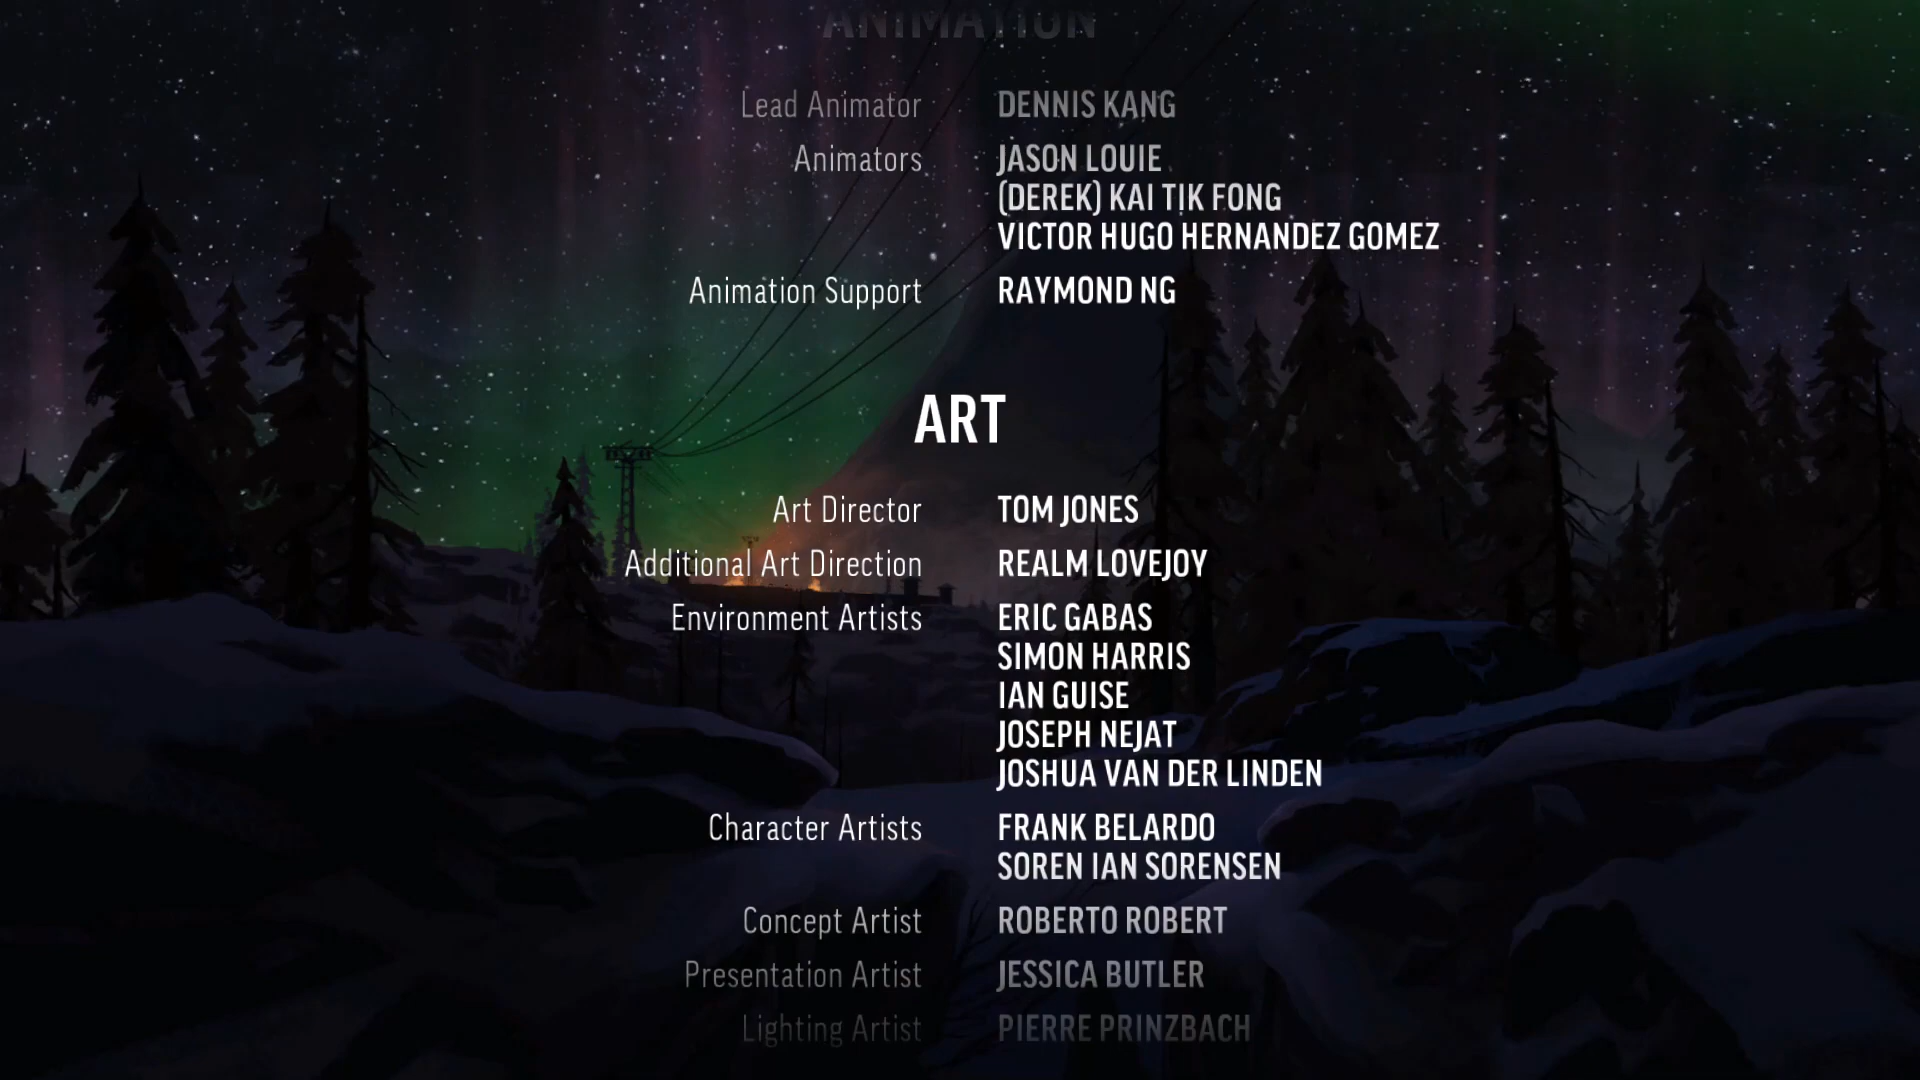 ANIMATION
Lead Animator DENNIS KANG
Animators JASON LOUIE
(DEREK) KAI TIK FONG
VICTOR HUGO HERNANDEZ GOMEZ
Animation Support RAYMOND NG
ART
Art Director TOM JONES
Additional Art Direction REALM LOVEJOY
Environment Artists ERIC GABAS
SIMON HARRIS
IAN GUISE
JOSEPH NEJAT
JOSHUA VAN DER LINDEN
Character Artists FRANK BELARDO
SOREN IAN SORENSEN
Concept Artist ROBERTO ROBERT
Presentation Artist JESSICA BUTLER
Lighting Artist PIERRE PRINZBACH